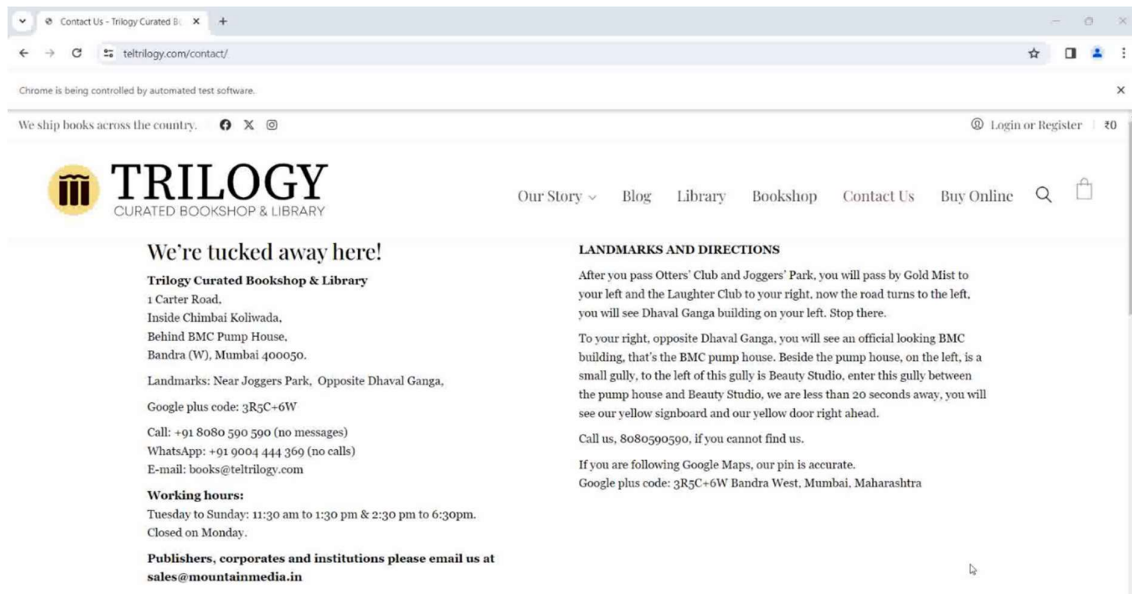 Contact Us - Trilogy Curated B
teltrilogy.com/contact/
Chrome is being controlled by automated test software.
We ship books across the country.
Login or Register
₹0
TRILOGY
CURATED BOOKSHOP & LIBRARY
Our Story
Blog
Library
Bookshop
Contact Us
Buy Online
We're tucked away here!
Trilogy Curated Bookshop & Library
1 Carter Road,
Inside Chimbai Koliwada,
Behind BMC Pump House,
Bandra (W), Mumbai 400050.
Landmarks: Near Joggers Park, Opposite Dhaval Ganga,
Google plus code: 3R5C+6W
Call: +91 8080 590 590 (no messages)
WhatsApp: +91 9004 444 369 (no calls)
E-mail: books@teltrilogy.com
Working hours:
Tuesday to Sunday: 11:30 am to 1:30 pm & 2:30 pm to 6:30pm.
Closed on Monday.
Publishers, corporates and institutions please email us at
sales@mountainmedia.in
LANDMARKS AND DIRECTIONS
After you pass Otters' Club and Joggers' Park, you will pass by Gold Mist to
your left and the Laughter Club to your right, now the road turns to the left,
you will see Dhaval Ganga building on your left. Stop there.
To your right, opposite Dhaval Ganga, you will see an official looking BMC
building, that's the BMC pump house. Beside the pump house, on the left, is a
small gully, to the left of this gully is Beauty Studio, enter this gully between
the pump house and Beauty Studio, we are less than 20 seconds away, you will
see our yellow signboard and our yellow door right ahead.
Call us, 8080590590, if you cannot find us.
If you are following Google Maps, our pin is accurate.
Google plus code: 3R5C+6W Bandra West, Mumbai, Maharashtra